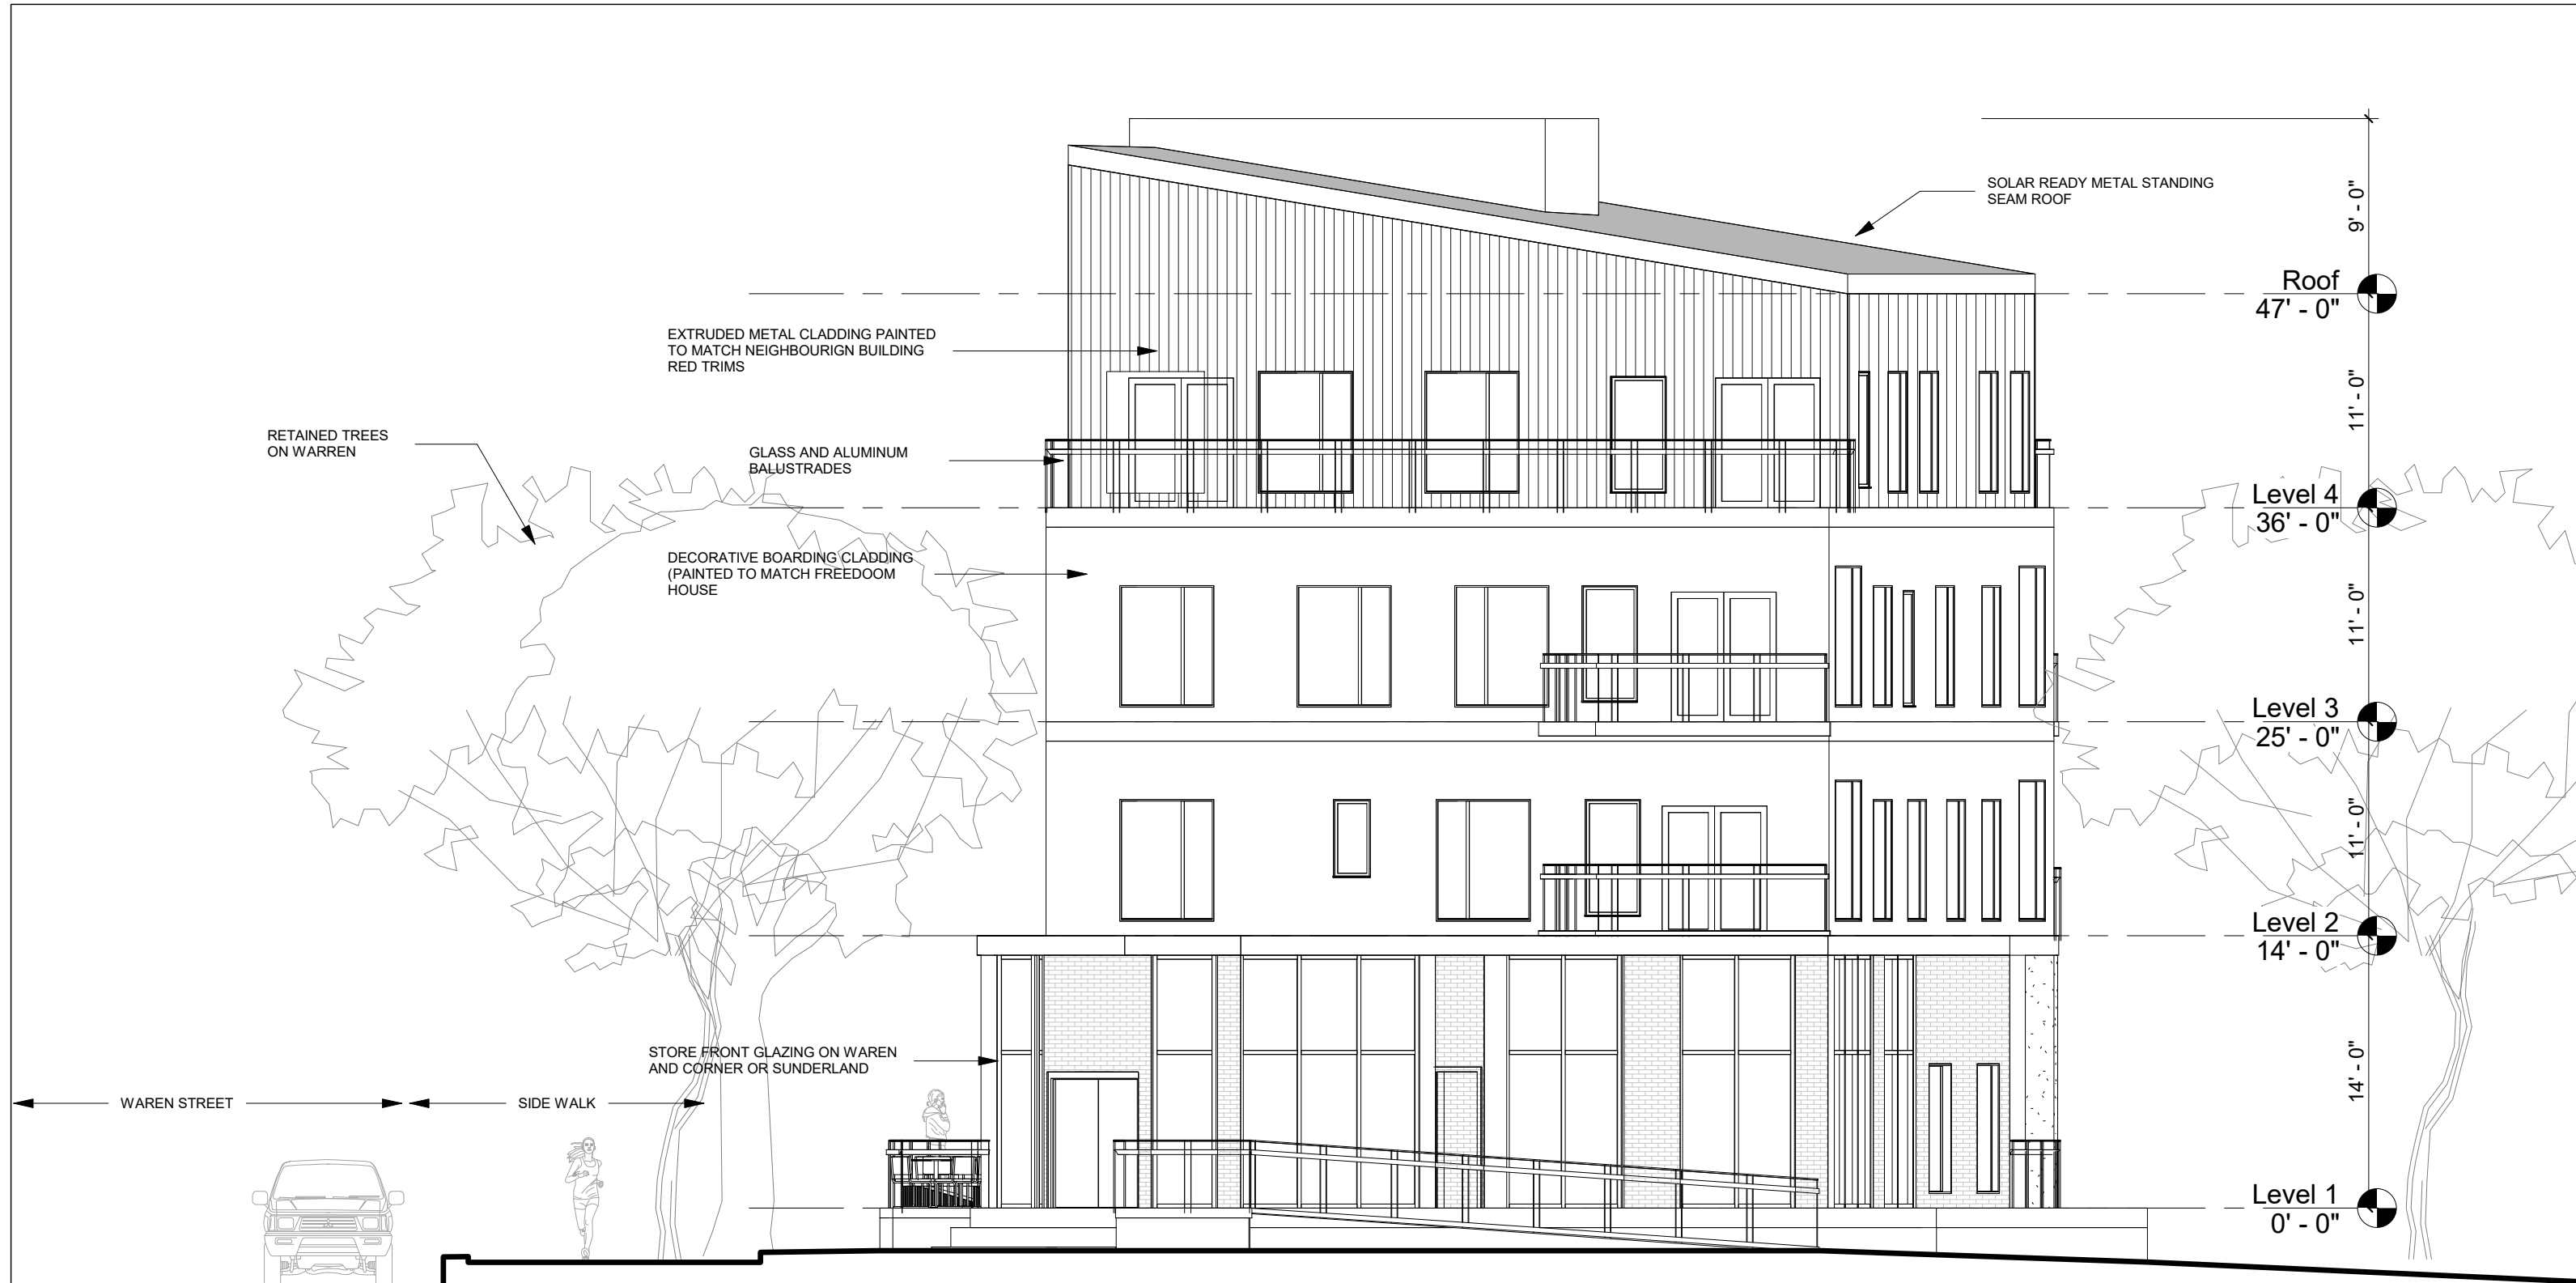 SOLAR READY METAL STANDING
SEAM ROOF
9' - 0"
Roof
47' - 0"
EXTRUDED METAL CLADDING PAINTED
TO MATCH NEIGHBOURIGN BUILDING
RED TRIMS
11' - 0"
RETAINED TREES
ON WARREN
GLASS AND ALUMINUM
BALUSTRADES
Level 4
36' - 0"
DECORATIVE BOARDING CLADDING
(PAINTED TO MATCH FREEDOOM
HOUSE
11' - 0"
Level 3
25' - 0"
11' - 0"
Level 2
14' - 0"
STORE FRONT GLAZING ON WAREN
AND CORNER OR SUNDERLAND
14' - 0"
WAREN STREET
SIDE WALK
Level 1
0' - 0"